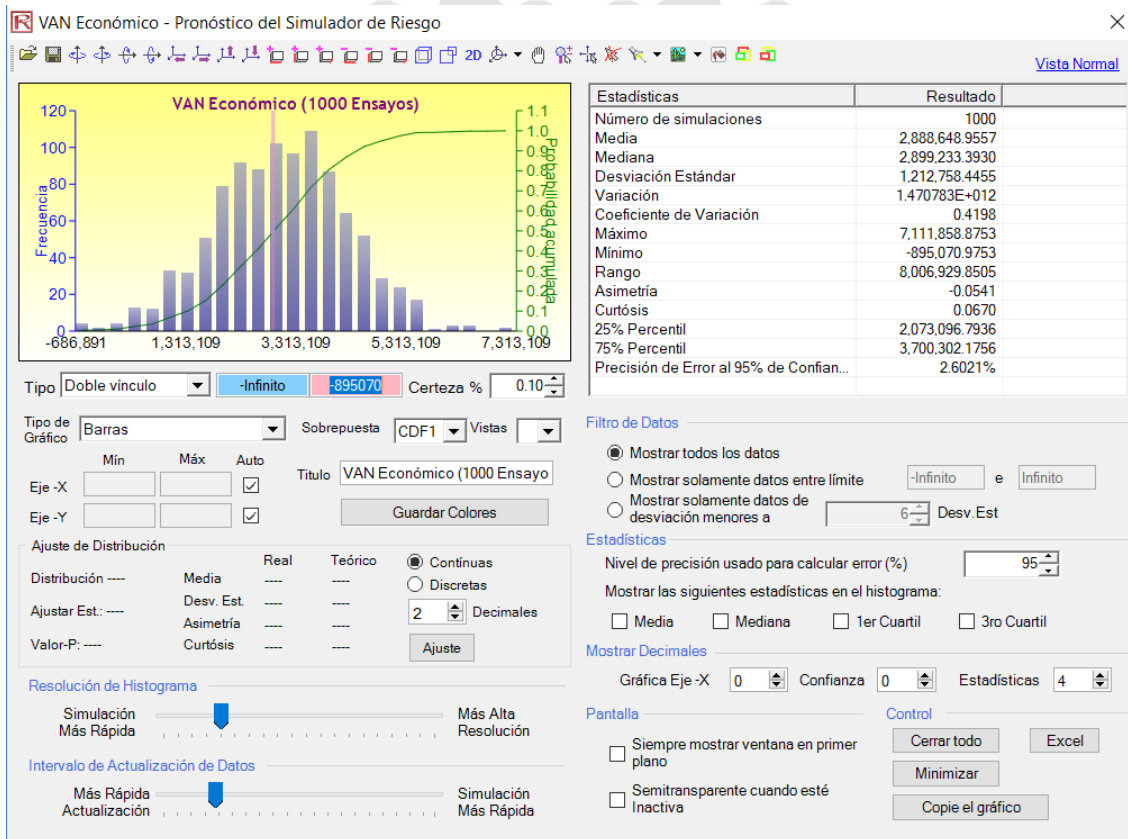 VAN Económico - Pronóstico del Simulador de Riesgo
2D
Vista Normal
VAN Económico (1000 Ensayos)
120
100
80
60
40
20
0
Frecuencia
1.1
1.0
0.9
0.8
0.7
0.6
0.5
0.4
0.3
0.2
0.1
0.0
Probabilidad acumulada
-686,891 1,313,109 3,313,109 5,313,109 7,313,109
Tipo Doble vínculo -Infinito -895070 Certeza % 0.10
Tipo de Gráfico Barras Sobrepuesta CDF1 Vistas
Mín Máx Auto
Eje -X
Eje -Y
Titulo VAN Económico (1000 Ensayo
Guardar Colores
Ajuste de Distribución
Real Teórico
Distribución ---- Media ---- ----
Ajustar Est.: ---- Desv. Est. ---- ----
Asimetría ---- ----
Valor-P: ---- Curtósis ---- ----
Contínuas
Discretas
2 Decimales
Ajuste
Resolución de Histograma
Simulación Más Rápida
Más Alta Resolución
Intervalo de Actualización de Datos
Más Rápida Actualización
Simulación Más Rápida
Estadísticas Resultado
Número de simulaciones 1000
Media 2,888,648.9557
Mediana 2,899,233.3930
Desviación Estándar 1,212,758.4455
Variación 1.470783E+012
Coeficiente de Variación 0.4198
Máximo 7,111,858.8753
Mínimo -895,070.9753
Rango 8,006,929.8505
Asimetría -0.0541
Curtósis 0.0670
25% Percentil 2,073,096.7936
75% Percentil 3,700,302.1756
Precisión de Error al 95% de Confian... 2.6021%
Filtro de Datos
Mostrar todos los datos
Mostrar solamente datos entre límite -Infinito e Infinito
Mostrar solamente datos de
desviación menores a 6 Desv.Est
Estadísticas
Nivel de precisión usado para calcular error (%) 95
Mostrar las siguientes estadísticas en el histograma:
Media Mediana 1er Cuartil 3ro Cuartil
Mostrar Decimales
Gráfica Eje -X 0 Confianza 0 Estadísticas 4
Pantalla
Siempre mostrar ventana en primer
plano
Semitransparente cuando esté
Inactiva
Control
Cerrar todo Excel
Minimizar
Copie el gráfico